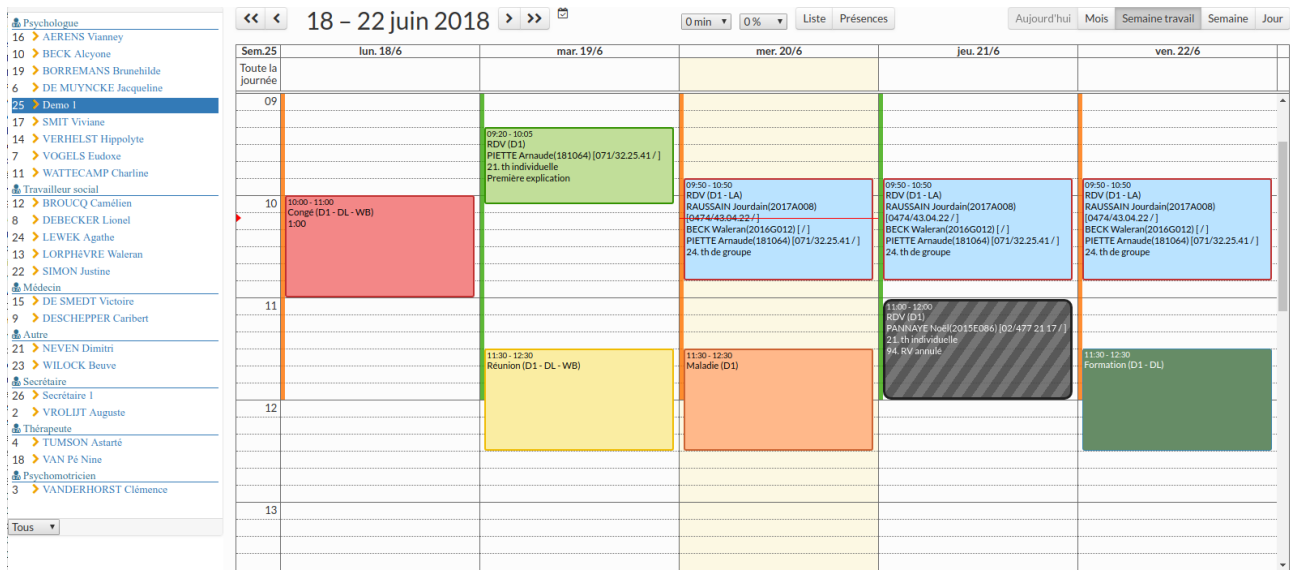 Psychologue
16 AERENS Vianney
10 BECK Alcyone
19 BORREMANS Brunehilde
6 DE MUYNCKE Jacqueline
25 Demo 1
17 SMIT Viviane
14 VERHELST Hippolyte
7 VOGELS Eudoxe
11 WATTECAMP Charline
Travailleur social
12 BROUCQ Camélien
8 DEBECKER Lionel
24 LEWEK Agathe
13 LORPHêVRE Waleran
22 SIMON Justine
Médecin
15 DE SMEDT Victoire
9 DESCHEPPER Caribert
Autre
21 NEVEN Dimitri
23 WILOCK Beuve
Secrétaire
26 Secrétaire 1
2 VROLIJT Auguste
Thérapeute
4 TUMSON Astarté
18 VAN Pé Nine
Psychomotricien
3 VANDERHORST Clémence
Tous
18 – 22 juin 2018
0 min 0 % Liste Présences
Aujourd'hui Mois Semaine travail Semaine Jour
Sem.25 lun. 18/6 mar. 19/6 mer. 20/6 jeu. 21/6 ven. 22/6
Toute la
journée
09
10
11
12
13
10:00 - 11:00
Congé (D1 - DL - WB)
1:00
09:20 - 10:05
RDV (D1)
PIETTE Arnaude(181064) [071/32.25.41 / ]
21. th individuelle
Première explication
11:30 - 12:30
Réunion (D1 - DL - WB)
09:50 - 10:50
RDV (D1 - LA)
RAUSSAIN Jourdain(2017A008)
[0474/43.04.22 / ]
BECK Waleran(2016G012) [ / ]
PIETTE Arnaude(181064) [071/32.25.41 / ]
24. th de groupe
11:30 - 12:30
Maladie (D1)
09:50 - 10:50
RDV (D1 - LA)
RAUSSAIN Jourdain(2017A008)
[0474/43.04.22 / ]
BECK Waleran(2016G012) [ / ]
PIETTE Arnaude(181064) [071/32.25.41 / ]
24. th de groupe
11:00 - 12:00
RDV (D1)
PANNAYE Noël(2015E086) [02/477 21 17 / ]
21. th individuelle
94. RV annulé
09:50 - 10:50
RDV (D1 - LA)
RAUSSAIN Jourdain(2017A008)
[0474/43.04.22 / ]
BECK Waleran(2016G012) [ / ]
PIETTE Arnaude(181064) [071/32.25.41 / ]
24. th de groupe
11:30 - 12:30
Formation (D1 - DL)